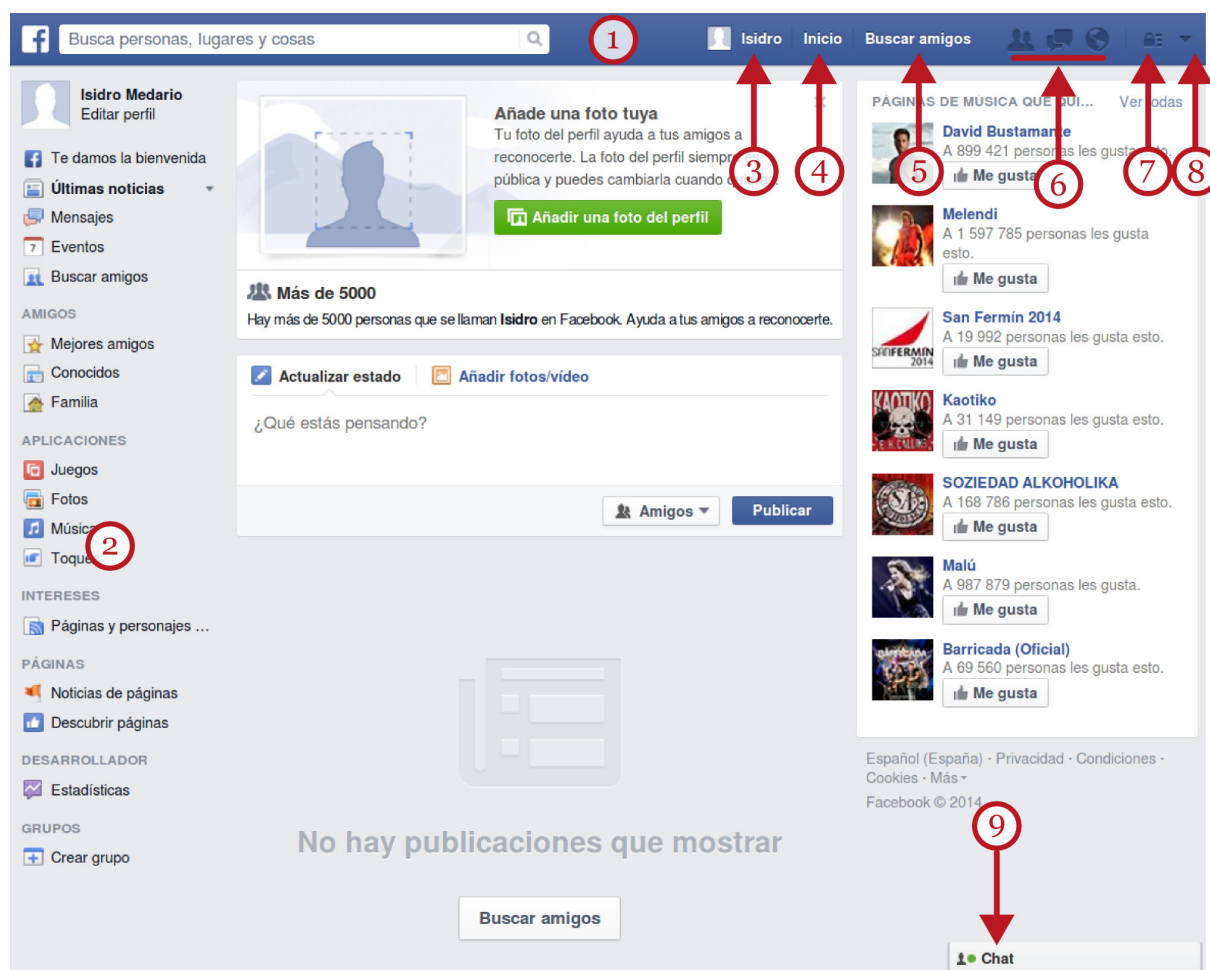 f Busca personas, lugares y cosas 1 Isidro Inicio Buscar amigos
Isidro Medario
Editar perfil
Te damos la bienvenida
Últimas noticias
Mensajes
7 Eventos
Buscar amigos
AMIGOS
Mejores amigos
Conocidos
Familia
APLICACIONES
Juegos
Fotos
Música
2
INTERESES
Páginas y personajes ...
PÁGINAS
Noticias de páginas
Descubrir páginas
DESARROLLADOR
Estadísticas
GRUPOS
Crear grupo
Añade una foto tuya
Tu foto del perfil ayuda a tus amigos a
reconocerte. La foto del perfil siempre
pública y puedes cambiarla cuando
Añadir una foto del perfil
Más de 5000
Hay más de 5000 personas que se llaman Isidro en Facebook. Ayuda a tus amigos a reconocerte.
Actualizar estado Añadir fotos/vídeo
¿Qué estás pensando?
Amigos Publicar
No hay publicaciones que mostrar
Buscar amigos
3 4 5 6 7 8
PÁGINAS DE MÚSICA QUE QUI... Ver todas
David Bustamante
A 899 421 personas les gusta esto.
Me gusta
Melendi
A 1 597 785 personas les gusta
esto.
Me gusta
SANFERMIN
2014
San Fermín 2014
A 19 992 personas les gusta esto.
Me gusta
KAOTIKO
Kaotiko
A 31 149 personas les gusta esto.
Me gusta
SOZIEDAD ALKOHOLIKA
A 168 786 personas les gusta esto.
Me gusta
Malú
A 987 879 personas les gusta.
Me gusta
BARRICADA
Barricada (Oficial)
A 69 560 personas les gusta esto.
Me gusta
Español (España) · Privacidad · Condiciones ·
Cookies · Más
Facebook © 2014
9
Chat